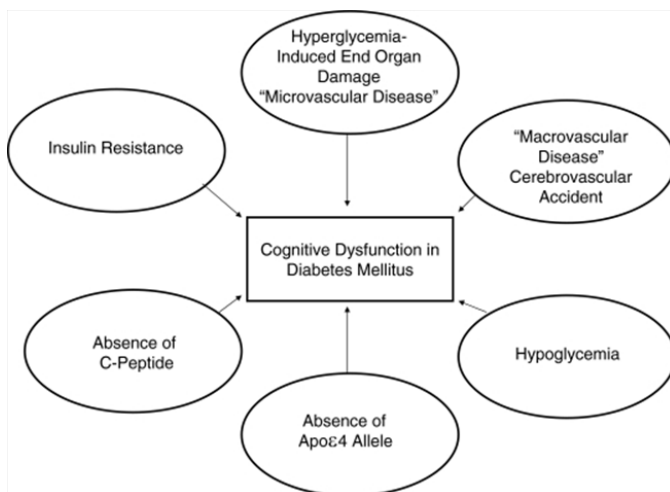 Hyperglycemia-
Induced End Organ
Damage
“Microvascular Disease”
Insulin Resistance
“Macrovascular
Disease”
Cerebrovascular
Accident
Cognitive Dysfunction in
Diabetes Mellitus
Absence of
C-Peptide
Hypoglycemia
Absence of
Apoε4 Allele